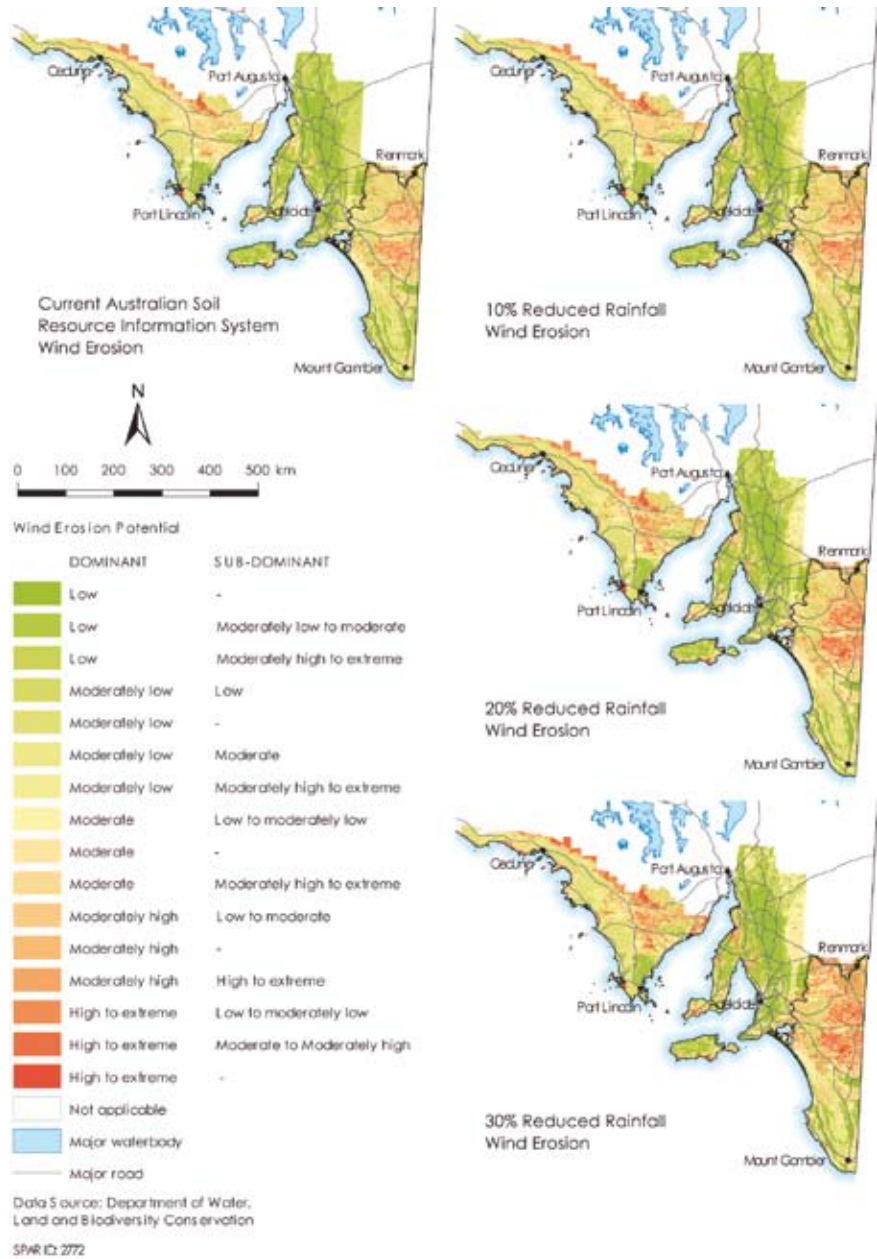 Ceduna
Port Augusta
Renmark
Port Lincoln
Adelaide
Mount Gambier
Current Australian Soil
Resource Information System
Wind Erosion
Ceduna
Port Augusta
Renmark
Port Lincoln
Adelaide
Mount Gambier
10% Reduced Rainfall
Wind Erosion
N
0 100 200 300 400 500 km
Ceduna
Port Augusta
Renmark
Port Lincoln
Adelaide
Mount Gambier
20% Reduced Rainfall
Wind Erosion
Wind Erosion Potential
DOMINANT SUB-DOMINANT
Low -
Low Moderately low to moderate
Low Moderately high to extreme
Moderately low Low
Moderately low -
Moderately low Moderate
Moderately low Moderately high to extreme
Moderate Low to moderately low
Moderate -
Moderate Moderately high to extreme
Moderately high Low to moderate
Moderately high -
Moderately high High to extreme
High to extreme Low to moderately low
High to extreme Moderate to Moderately high
High to extreme -
Not applicable
Major waterbody
Major road
Ceduna
Port Augusta
Renmark
Port Lincoln
Adelaide
Mount Gambier
30% Reduced Rainfall
Wind Erosion
Data Source: Department of Water,
Land and Biodiversity Conservation
SPAR ID: 2772